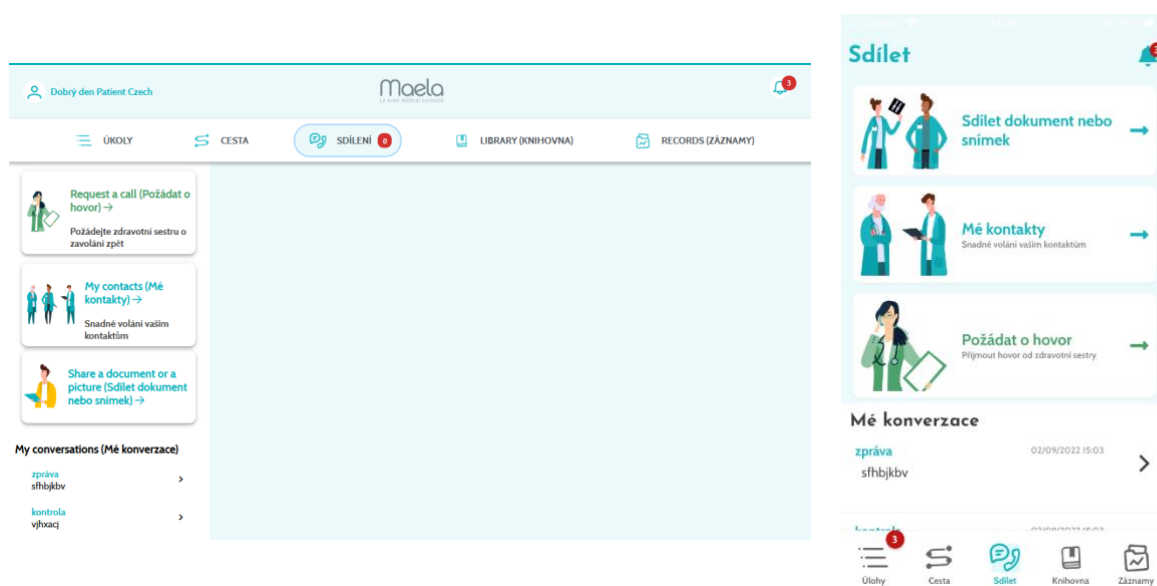 Dobrý den Patient Czech
Maela
3
ÚKOLY
CESTA
SDÍLENÍ 0
LIBRARY (KNIHOVNA)
RECORDS (ZÁZNAMY)
Request a call (Požádat o
hovor) →
Požádejte zdravotní sestru o
zavolání zpět
My contacts (Mé
kontakty) →
Snadné volání vašim
kontaktům
Share a document or a
picture (Sdílet dokument
nebo snímek) →
My conversations (Mé konverzace)
zpráva
sfhbjkbv
kontrola
vjhxacj
Sdílet
Sdílet dokument nebo
snímek
Mé kontakty
Snadné volání vašim kontaktům
Požádat o hovor
Přijmout hovor od zdravotní sestry
Mé konverzace
zpráva
02/09/2022 15:03
sfhbjkbv
3
Úlohy
Cesta
Sdílet
Knihovna
Záznamy